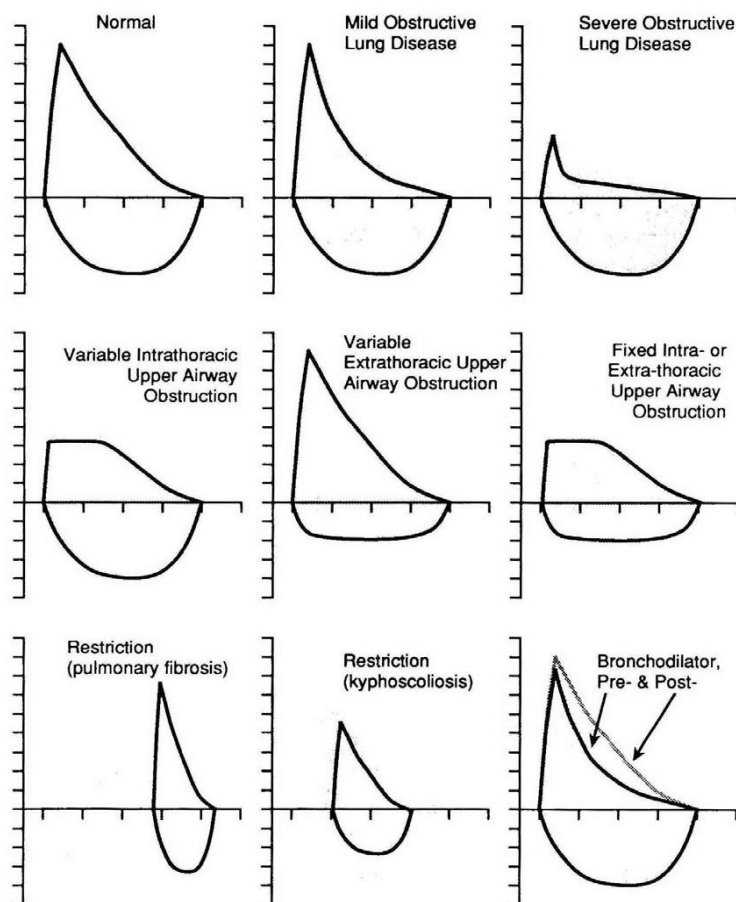 Normal
Mild Obstructive
Lung Disease
Severe Obstructive
Lung Disease
Variable Intrathoracic
Upper Airway
Obstruction
Variable
Extrathoracic Upper
Airway Obstruction
Fixed Intra- or
Extra-thoracic
Upper Airway
Obstruction
Restriction
(pulmonary fibrosis)
Restriction
(kyphoscoliosis)
Bronchodilator,
Pre- & Post-